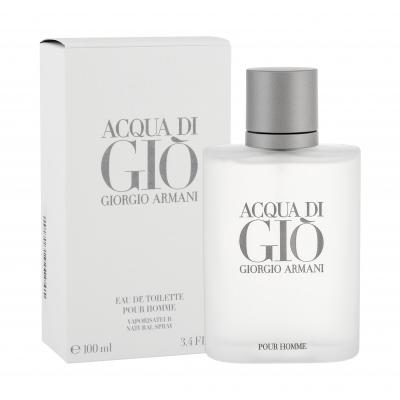 ACQUA DI
GIÒ
GIORGIO ARMANI
EAU DE TOILETTE
POUR HOMME
VAPORISATEUR
NATURAL SPRAY
℮ 100 ml
3.4 FL
ACQUA DI
GIÒ
GIORGIO ARMANI
POUR HOMME